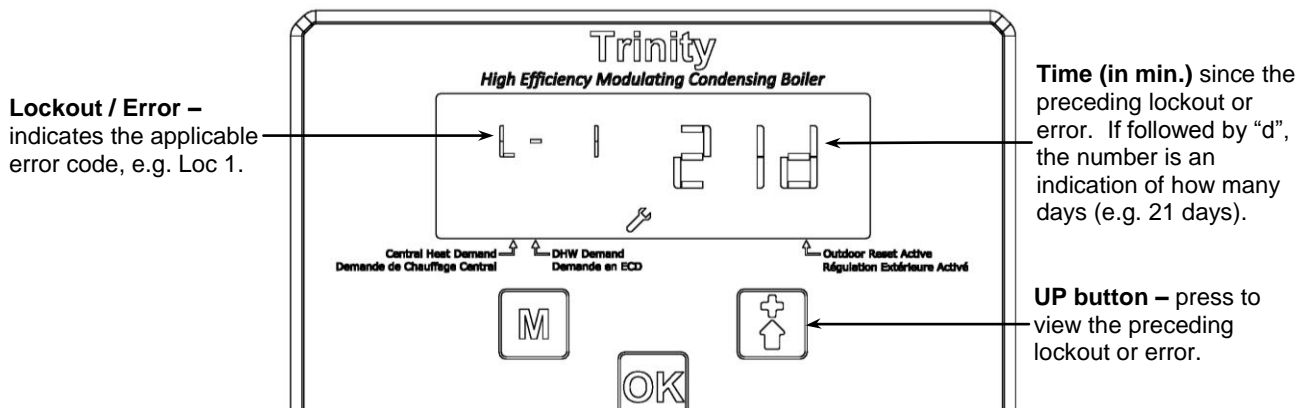 Trinity
High Efficiency Modulating Condensing Boiler
Lockout / Error –
indicates the applicable
error code, e.g. Loc 1.
L - 1 21d
Time (in min.) since the
preceding lockout or
error. If followed by “d”,
the number is an
indication of how many
days (e.g. 21 days).
Central Heat Demand
Demande de Chauffage Central
DHW Demand
Demande en ECD
Outdoor Reset Active
Régulation Extérieure Activé
M
OK
UP button – press to
view the preceding
lockout or error.